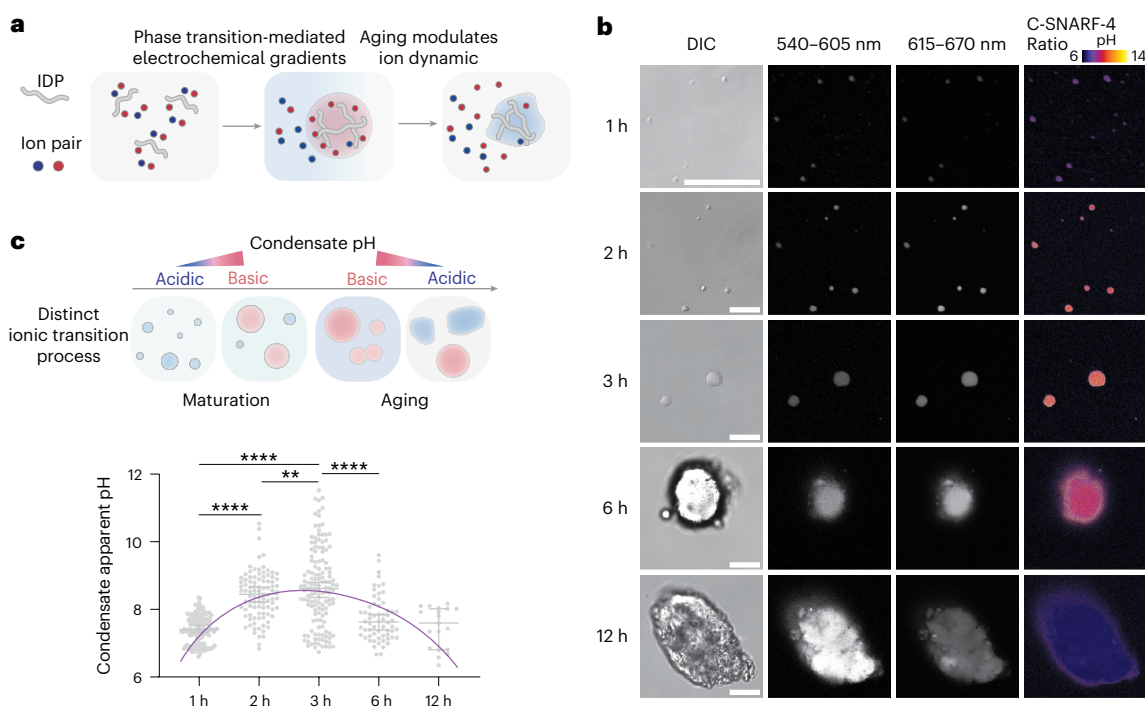 a
Phase transition-mediated
electrochemical gradients
Aging modulates
ion dynamic
IDP
Ion pair
b
DIC
540–605 nm
615–670 nm
C-SNARF-4
Ratio
pH
6
14
1 h
2 h
3 h
6 h
12 h
c
Condensate pH
Acidic
Basic
Basic
Acidic
Distinct
ionic transition
process
Maturation
Aging
****
**
****
****
Condensate apparent pH
12
10
8
6
1 h
2 h
3 h
6 h
12 h